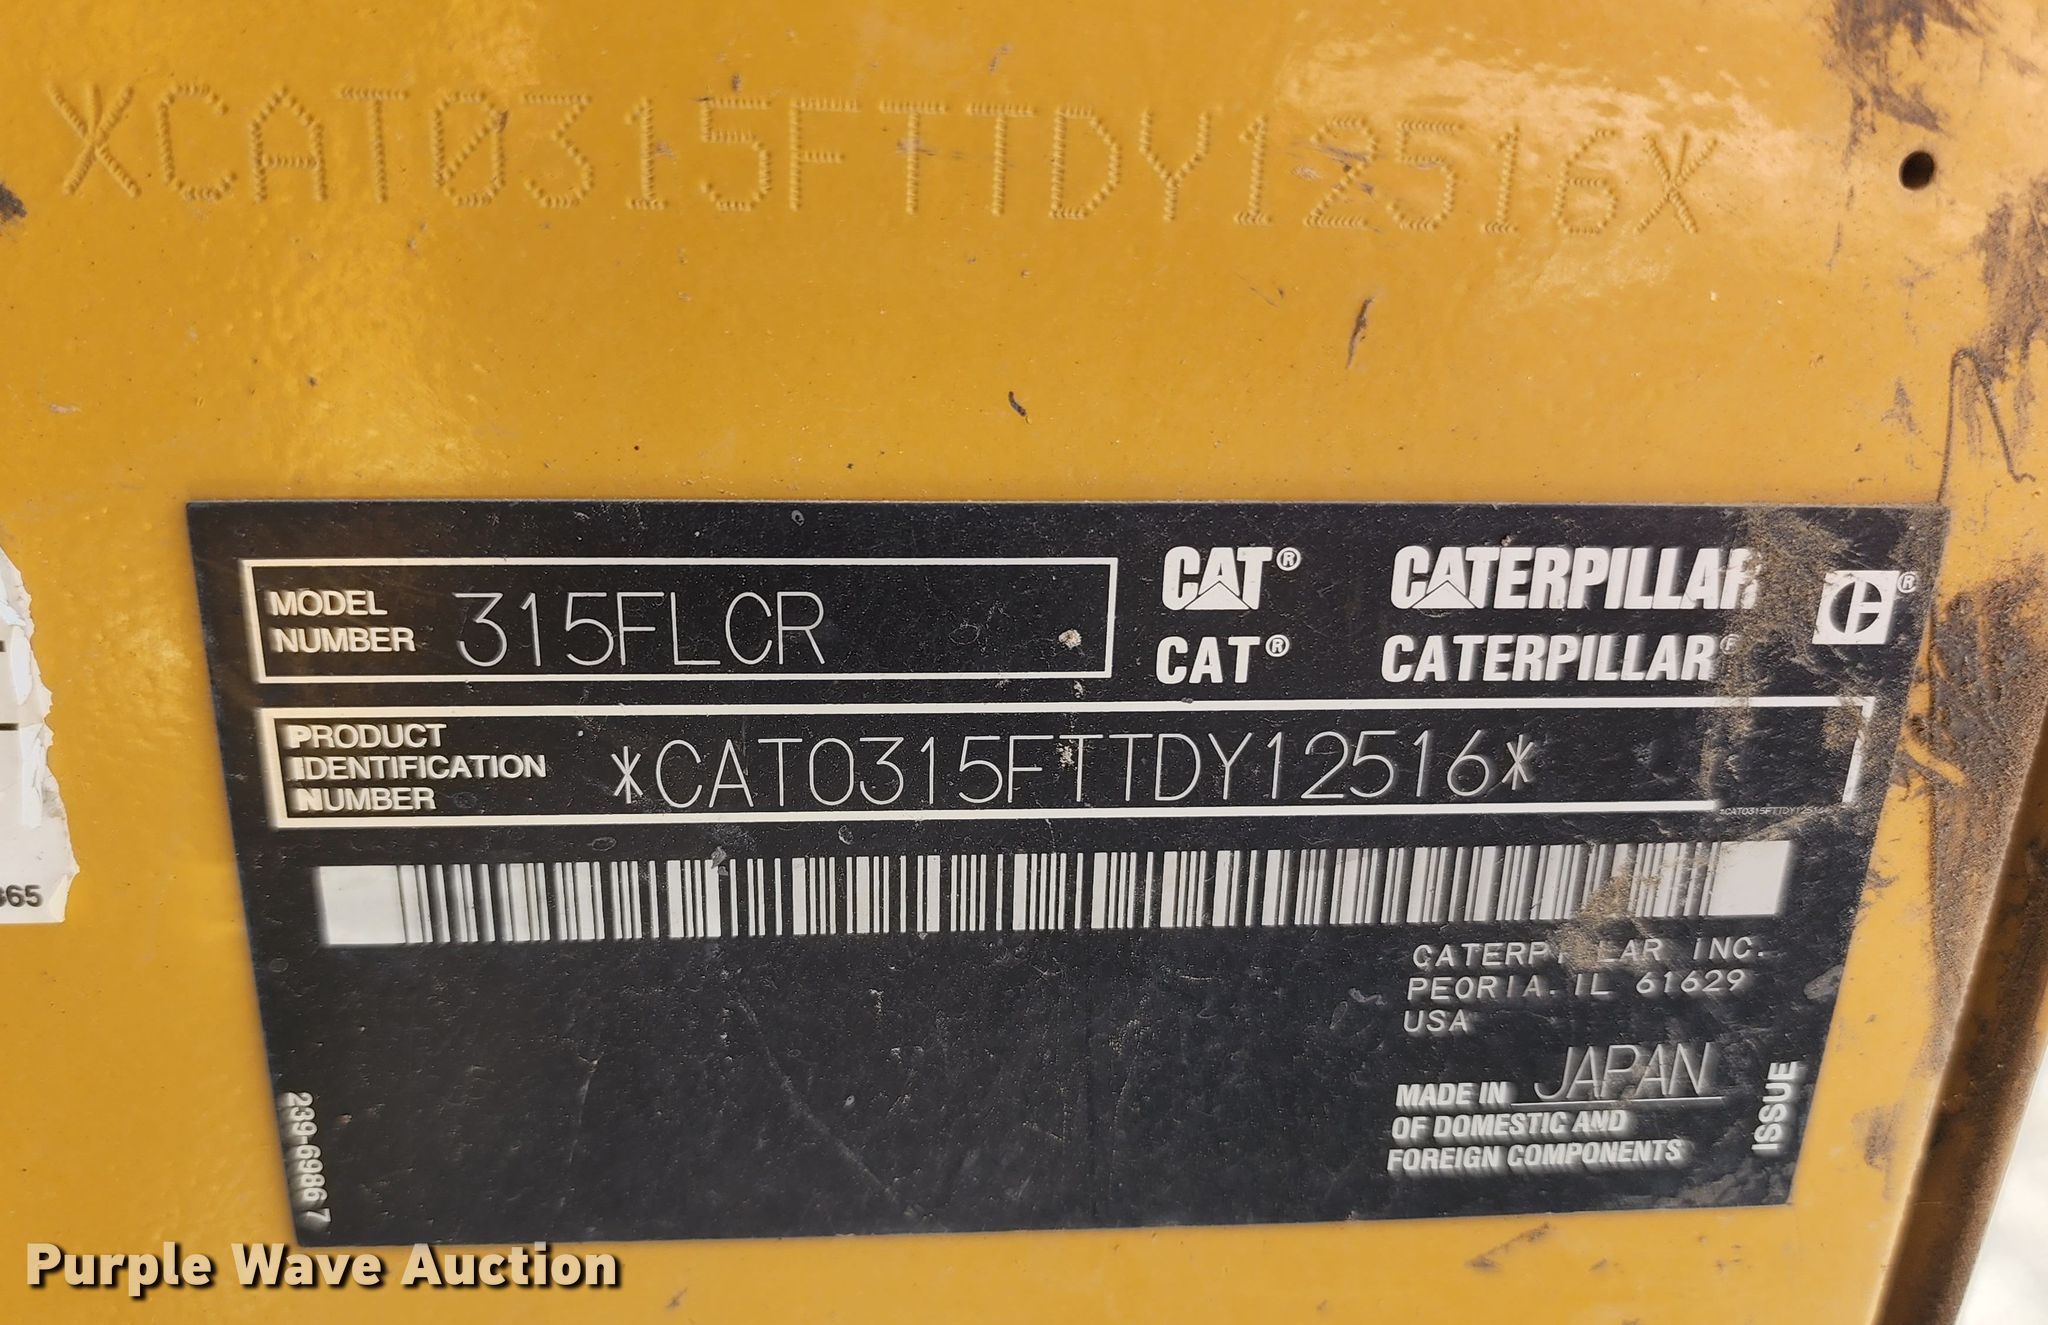 *CAT0315FTTDY12516*
MODEL NUMBER 315FLCR
CAT® CATERPILLAR ®
CAT® CATERPILLAR®
PRODUCT IDENTIFICATION NUMBER *CAT0315FTTDY12516*
*CAT0315FTTDY12516*
365
CATERPILLAR INC.
PEORIA. IL 61629
USA
MADE IN JAPAN
OF DOMESTIC AND
FOREIGN COMPONENTS
ISSUE
239-6986 7
Purple Wave Auction